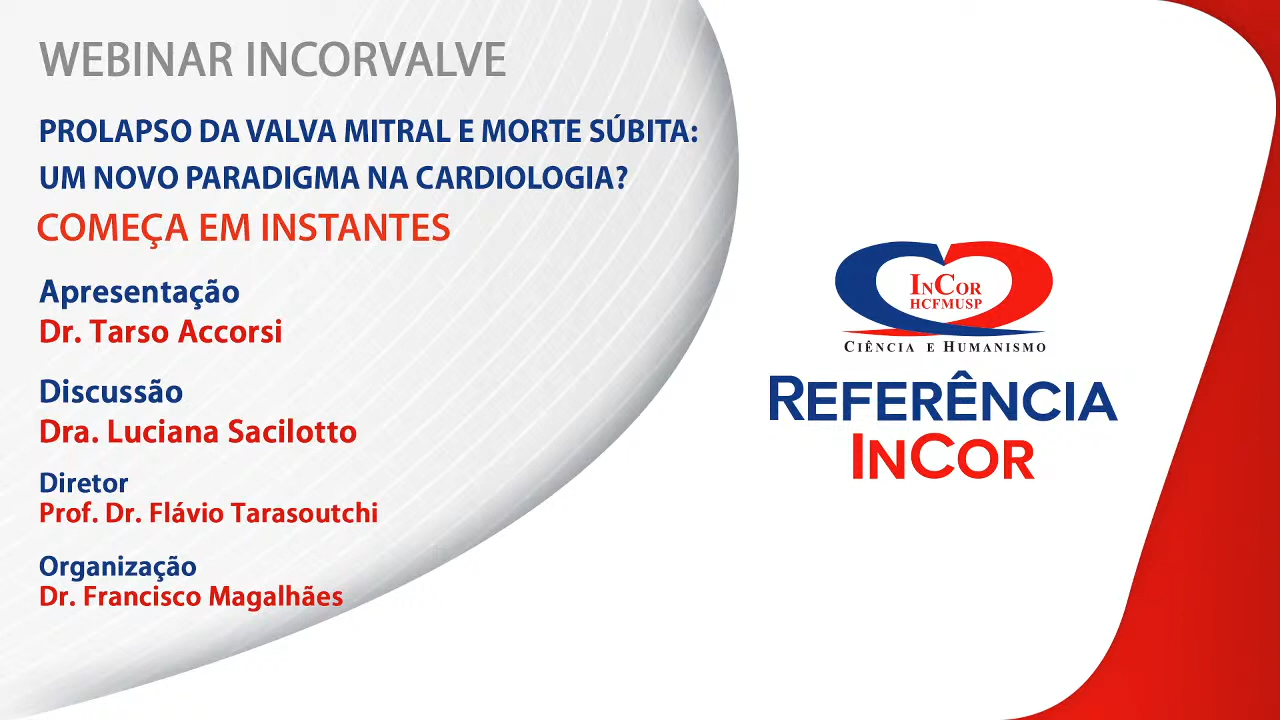 WEBINAR INCORVALVE
PROLAPSO DA VALVA MITRAL E MORTE SÚBITA:
UM NOVO PARADIGMA NA CARDIOLOGIA?
COMEÇA EM INSTANTES
Apresentação
Dr. Tarso Accorsi
Discussão
Dra. Luciana Sacilotto
Diretor
Prof. Dr. Flávio Tarasoutchi
Organização
Dr. Francisco Magalhães
INCOR
HCFMUSP
CIÊNCIA E HUMANISMO
REFERÊNCIA
INCOR